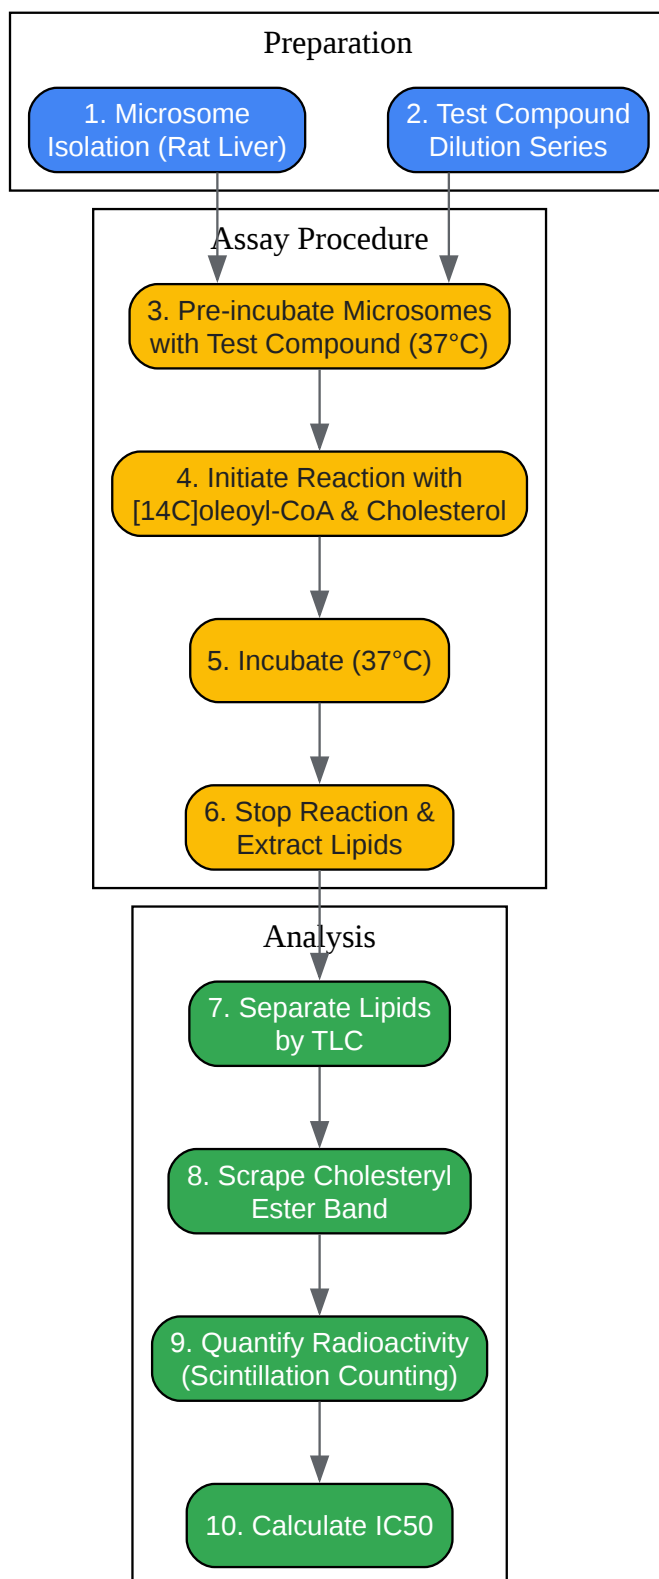 Preparation
1. Microsome
Isolation (Rat Liver)
2. Test Compound
Dilution Series
Assay Procedure
3. Pre-incubate Microsomes
with Test Compound (37°C)
4. Initiate Reaction with
[14C]oleoyl-CoA & Cholesterol
5. Incubate (37°C)
6. Stop Reaction &
Extract Lipids
Analysis
7. Separate Lipids
by TLC
8. Scrape Cholesteryl
Ester Band
9. Quantify Radioactivity
(Scintillation Counting)
10. Calculate IC50